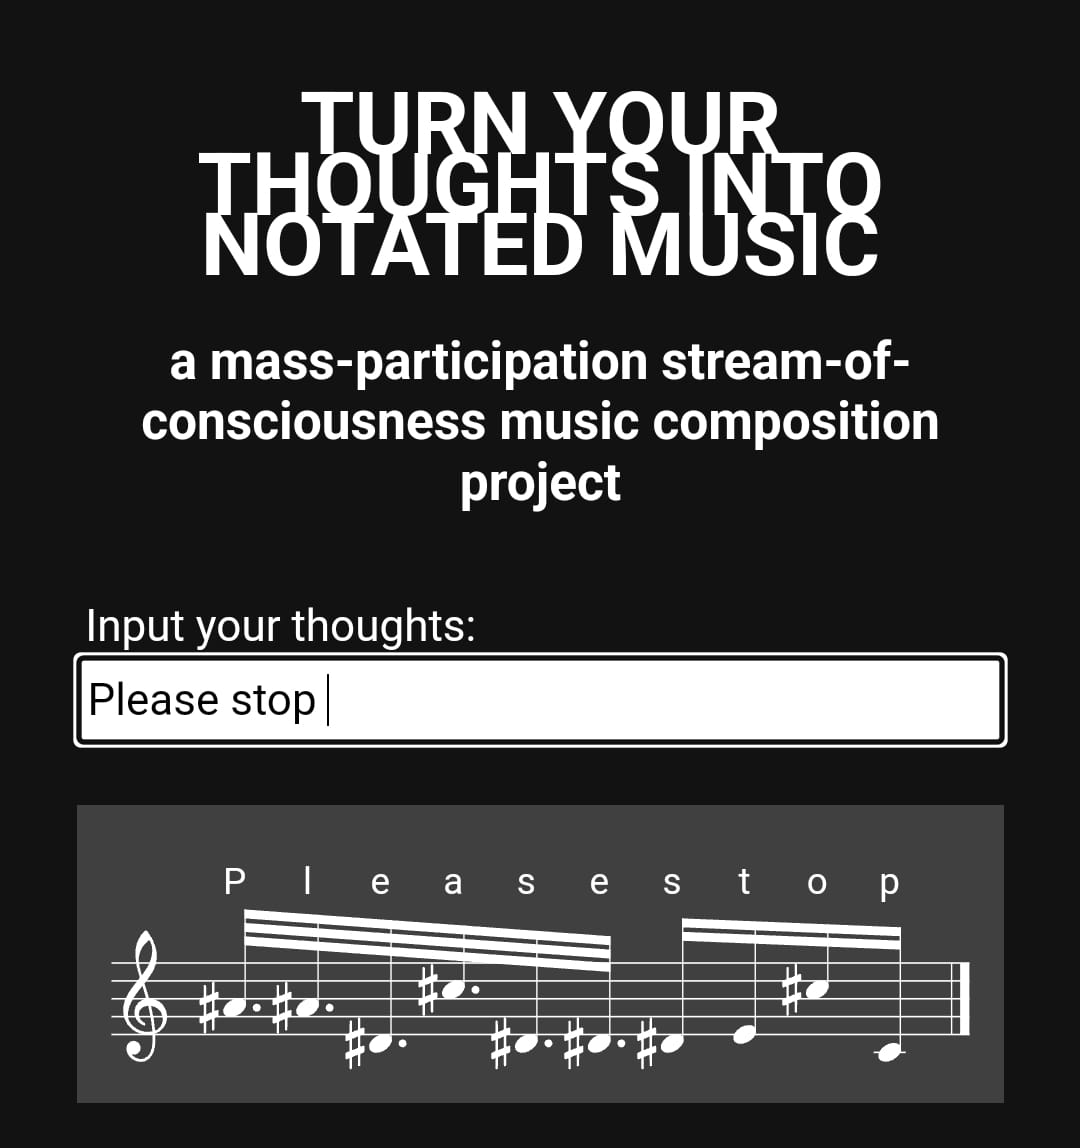 TURN YOUR
THOUGHTS INTO
NOTATED MUSIC
a mass-participation stream-of-
consciousness music composition
project
Input your thoughts:
Please stop
P l e a s e s t o p